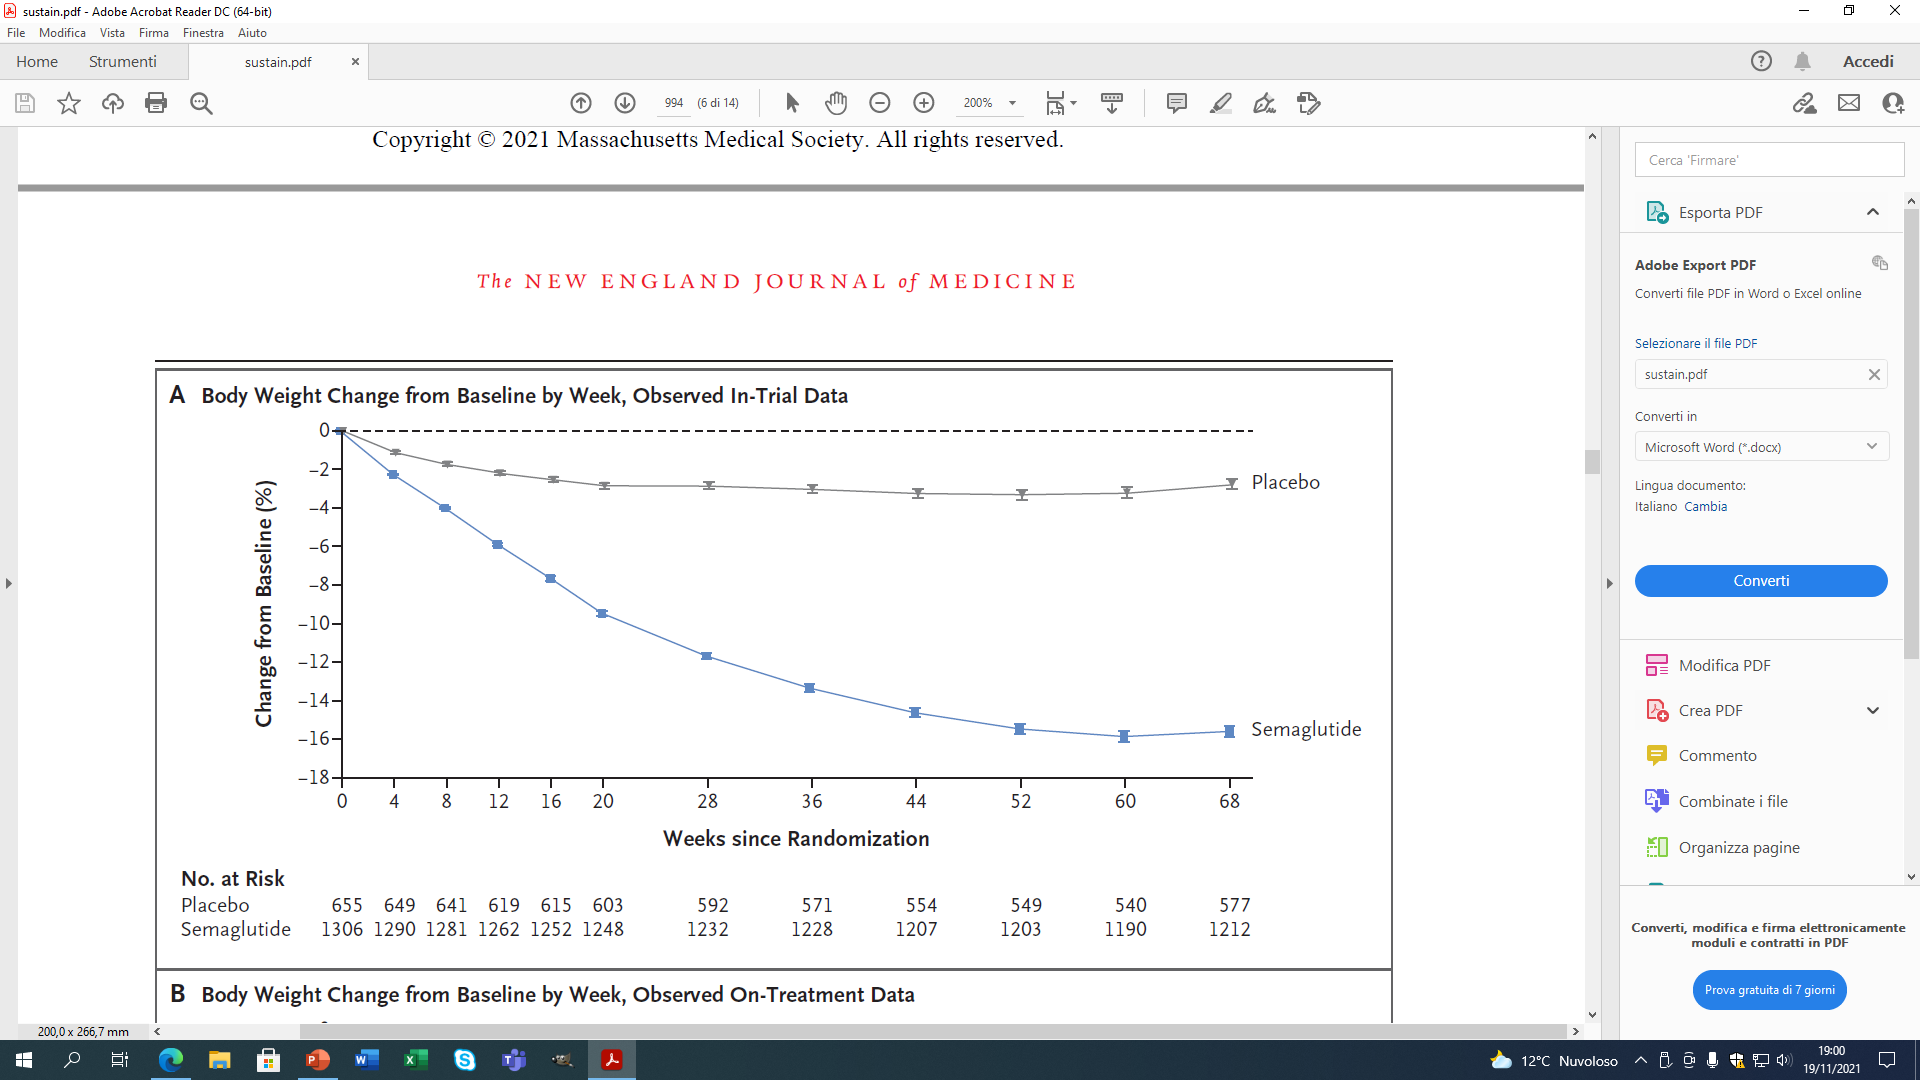 sustain.pdf - Adobe Acrobat Reader DC (64-bit)
File Modifica Vista Firma Finestra Aiuto
Home Strumenti sustain.pdf × Accedi
994 (6 di 14) 200%
Copyright © 2021 Massachusetts Medical Society. All rights reserved.
The NEW ENGLAND JOURNAL of MEDICINE
A Body Weight Change from Baseline by Week, Observed In-Trial Data
Change from Baseline (%)
0
−2
−4
−6
−8
−10
−12
−14
−16
−18
Placebo
Semaglutide
0 4 8 12 16 20 28 36 44 52 60 68
Weeks since Randomization
No. at Risk
Placebo 655 649 641 619 615 603 592 571 554 549 540 577
Semaglutide 1306 1290 1281 1262 1252 1248 1232 1228 1207 1203 1190 1212
B Body Weight Change from Baseline by Week, Observed On-Treatment Data
200,0 x 266,7 mm
Cerca 'Firmare'
Esporta PDF
Adobe Export PDF
Converti file PDF in Word o Excel online
Selezionare il file PDF
sustain.pdf
Converti in
Microsoft Word (*.docx)
Lingua documento:
Italiano Cambia
Converti
Modifica PDF
Crea PDF
Commento
Combinate i file
Organizza pagine
Converti, modifica e firma elettronicamente
moduli e contratti in PDF
Prova gratuita di 7 giorni
12°C Nuvoloso
19:00
19/11/2021